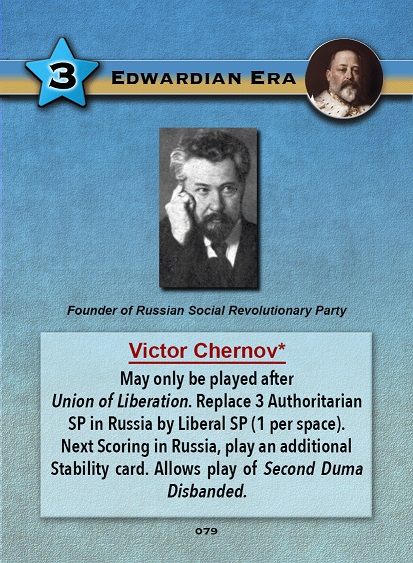 3
EDWARDIAN ERA
Founder of Russian Social Revolutionary Party
Victor Chernov*
May only be played after
Union of Liberation. Replace 3 Authoritarian
SP in Russia by Liberal SP (1 per space).
Next Scoring in Russia, play an additional
Stability card. Allows play of Second Duma
Disbanded.
079